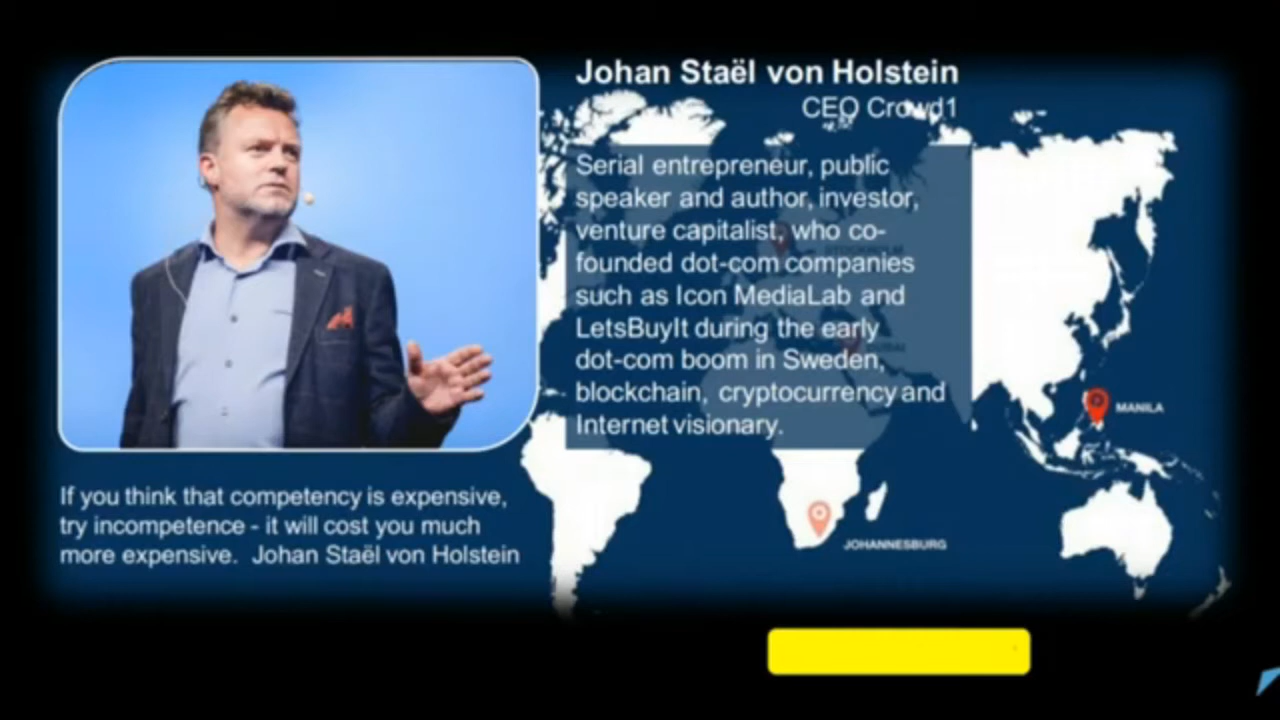 Johan Staël von Holstein
CEO Crowd1
Serial entrepreneur, public
speaker and author, investor,
venture capitalist, who co-
founded dot-com companies
such as Icon MediaLab and
LetsBuyIt during the early
dot-com boom in Sweden,
blockchain, cryptocurrency and
Internet visionary.
If you think that competency is expensive,
try incompetence - it will cost you much
more expensive. Johan Staël von Holstein
MANILA
JOHANNESBURG